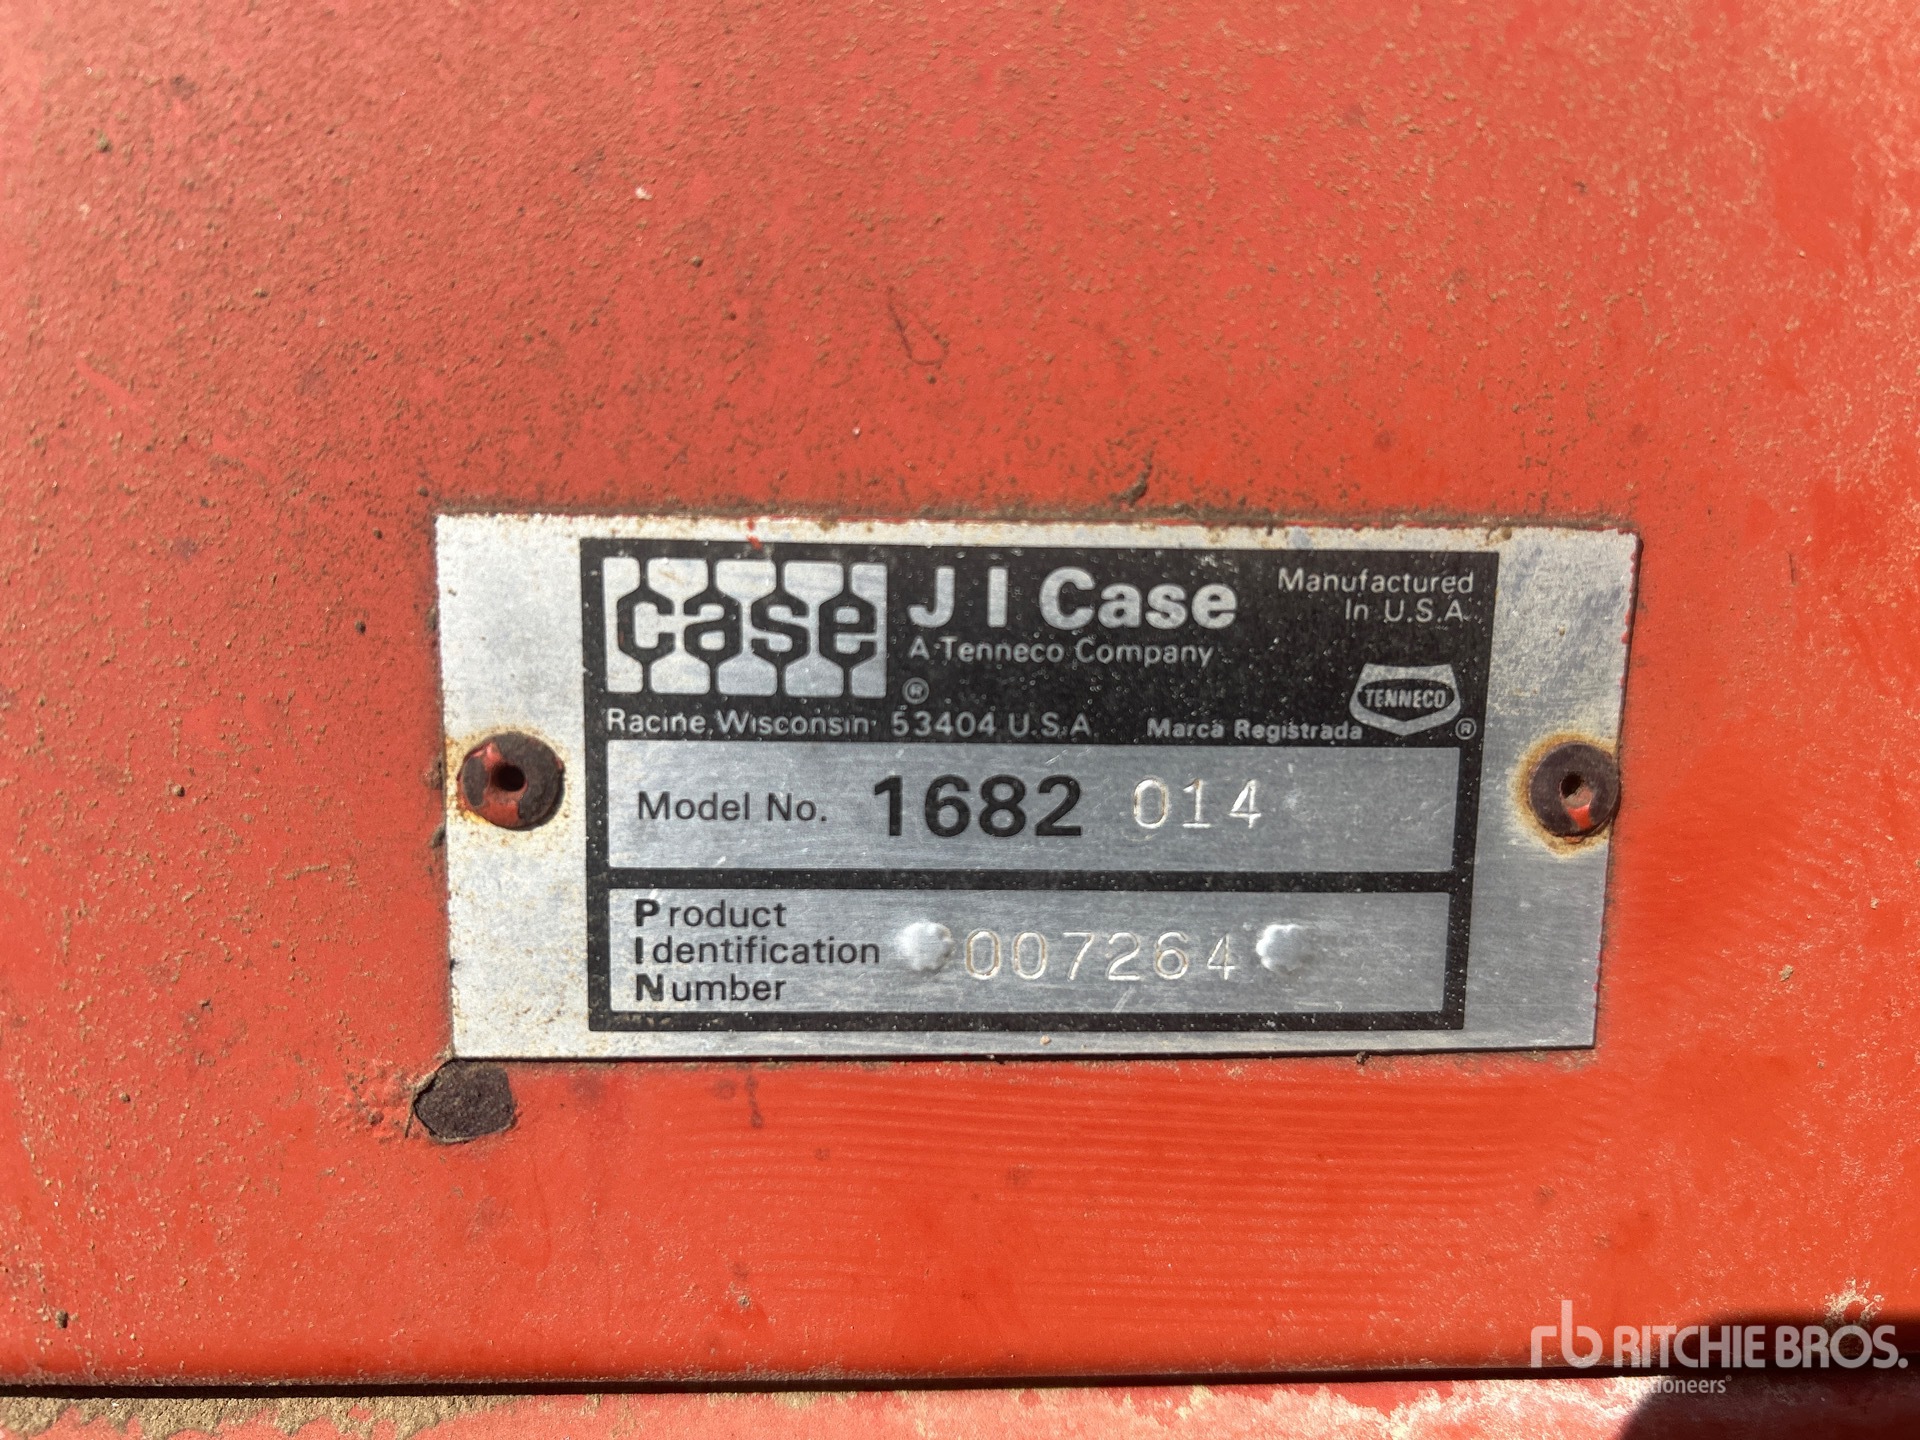 case
J I Case
Manufactured
In U.S.A.
A Tenneco Company
®
TENNECO
Racine, Wisconsin 53404 U.S.A.
Marca Registrada
®
Model No. 1682 014
Product
Identification 007264
Number
rb RITCHIE BROS.
Auctioneers®